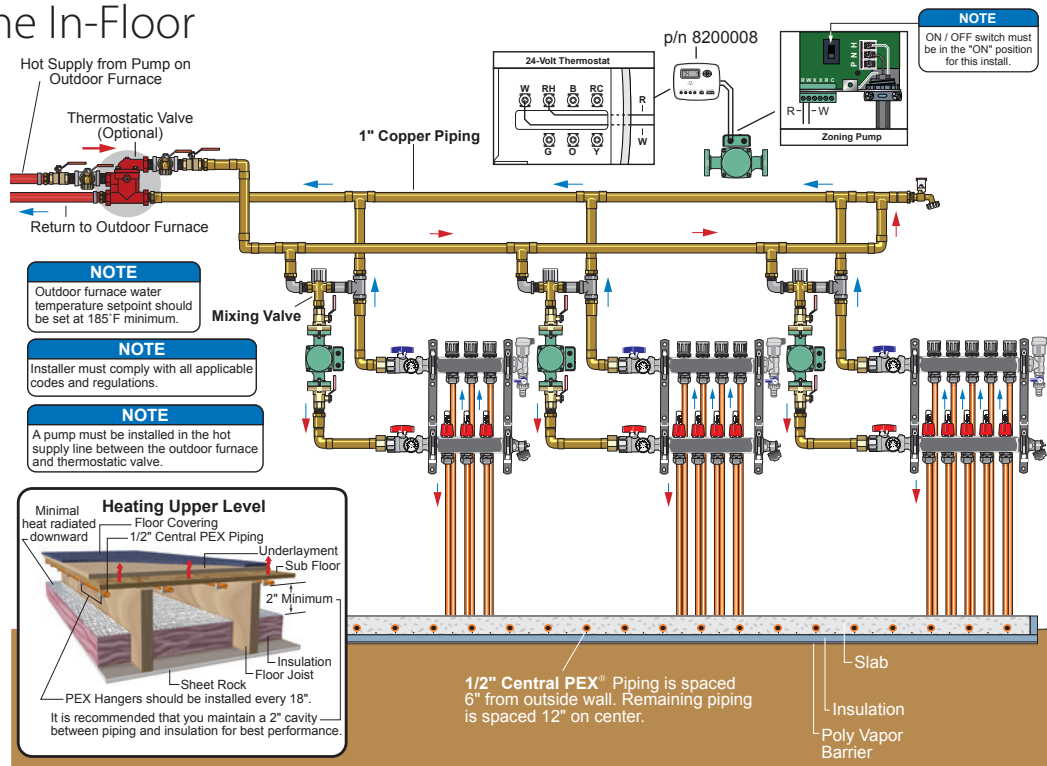 ne In-Floor
Hot Supply from Pump on
Outdoor Furnace
Thermostatic Valve
(Optional)
1" Copper Piping
Return to Outdoor Furnace
24-Volt Thermostat
W RH B RC
G O Y
R
W
p/n 8200008
P N H
R W X X R C
R W
Zoning Pump
NOTE
ON / OFF switch must
be in the "ON" position
for this install.
NOTE
Outdoor furnace water
temperature setpoint should
be set at 185°F minimum.
Mixing Valve
NOTE
Installer must comply with all applicable
codes and regulations.
NOTE
A pump must be installed in the hot
supply line between the outdoor furnace
and thermostatic valve.
Heating Upper Level
Minimal
heat radiated
downward
Floor Covering
1/2" Central PEX Piping
Underlayment
Sub Floor
2" Minimum
Insulation
Floor Joist
Sheet Rock
PEX Hangers should be installed every 18".
It is recommended that you maintain a 2" cavity
between piping and insulation for best performance.
1/2" Central PEX® Piping is spaced
6" from outside wall. Remaining piping
is spaced 12" on center.
Slab
Insulation
Poly Vapor
Barrier